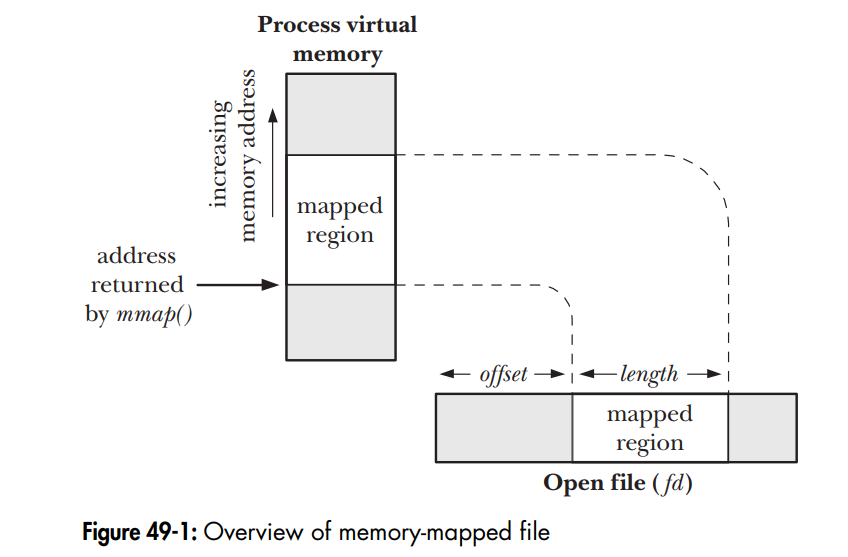 Process virtual
memory
increasing
memory address
mapped
region
address
returned
by mmap()
offset
length
mapped
region
Open file (fd)
Figure 49-1: Overview of memory-mapped file